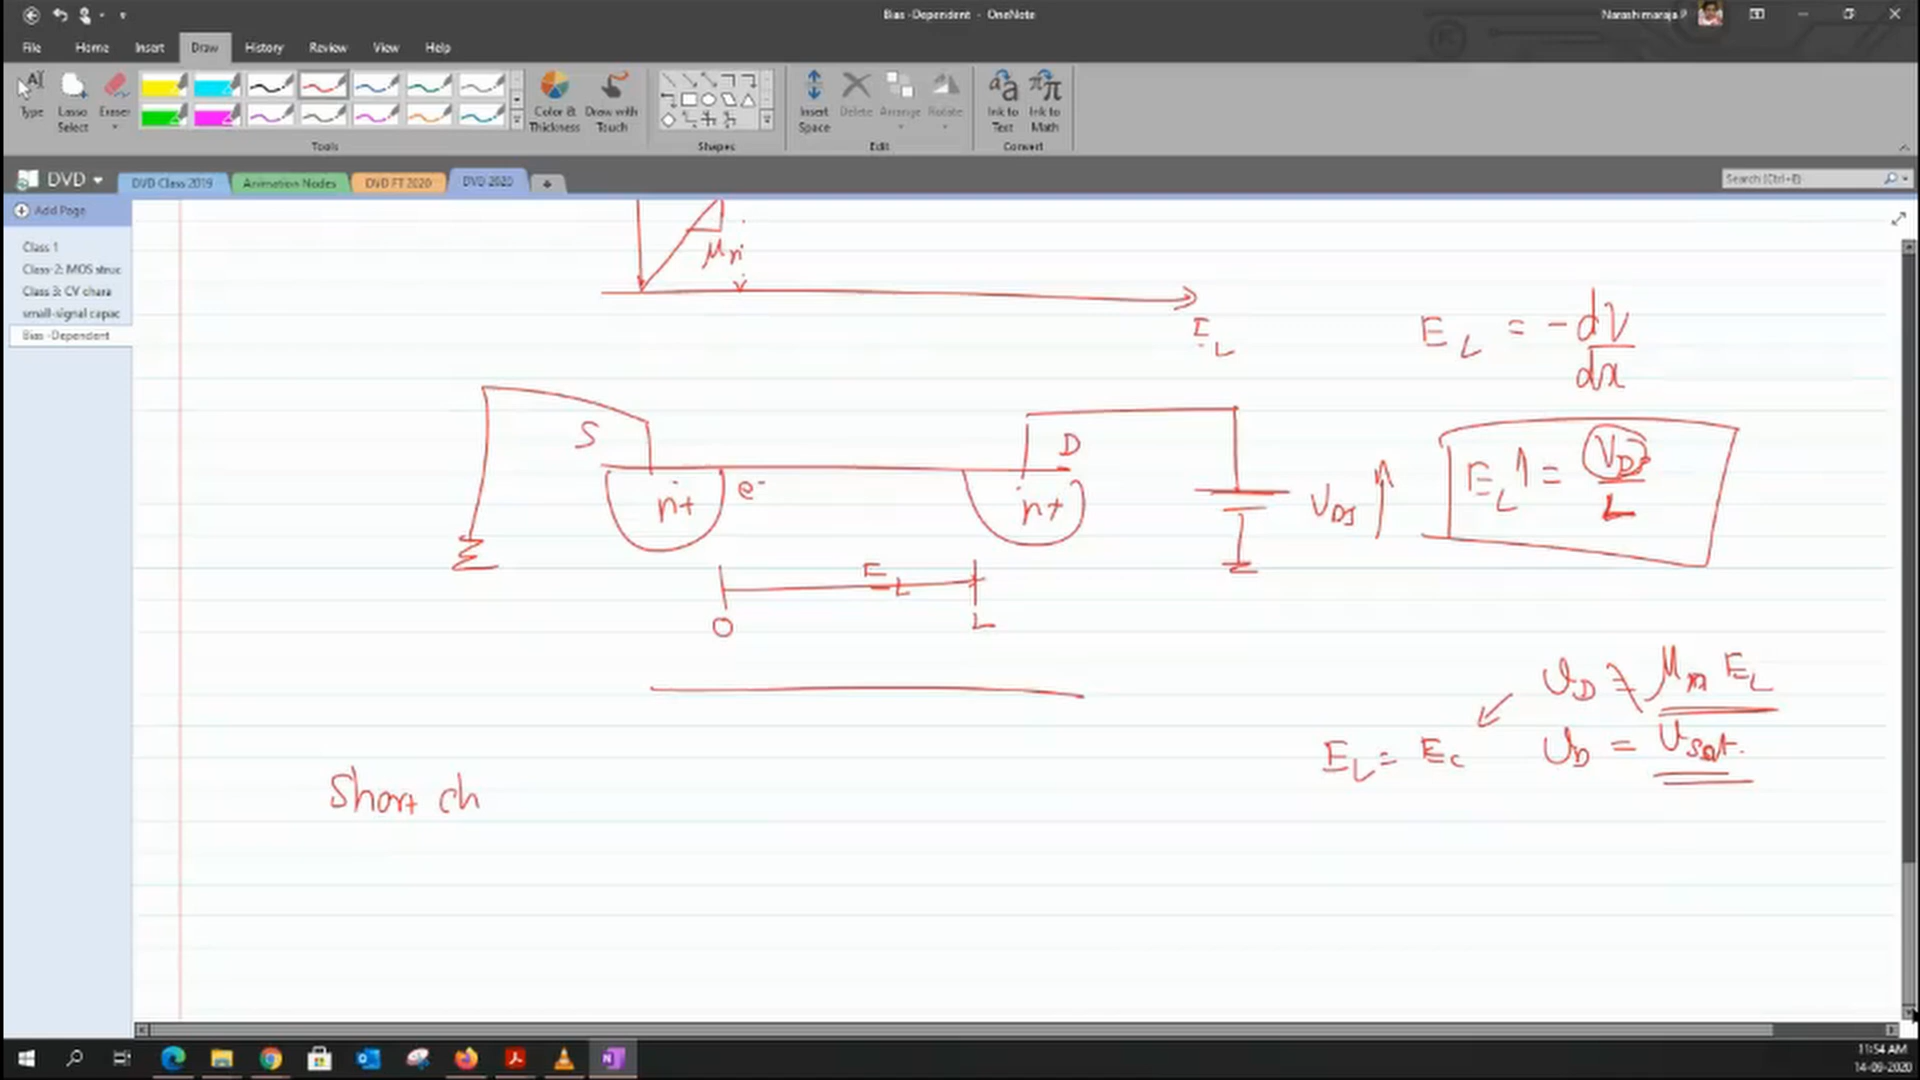 Bias -Dependent - OneNote
Narashimaraja P
File Home Insert Draw History Review View Help
Type
Lasso Select
Eraser
Color & Thickness
Draw with Touch
Insert Space
Delete
Arrange
Rotate
Ink to Text
Ink to Math
Tools
Shapes
Edit
Convert
DVD
DVD Class 2019
Animation Nodes
DVD FT 2020
DVD 2020
Search (Ctrl+E)
Add Page
Class 1
Class-2: MOS struc
Class 3: CV chara
small-signal capac
Bias -Dependent
μn
EL
EL = -dV/dx
S
D
n+
e-
n+
VDS ↑
EL ↑ = VDS/L
EL
O
L
EL = Ec
vD ≠ μn EL
vD = vsat.
Short ch
11:54 AM
14-09-2020